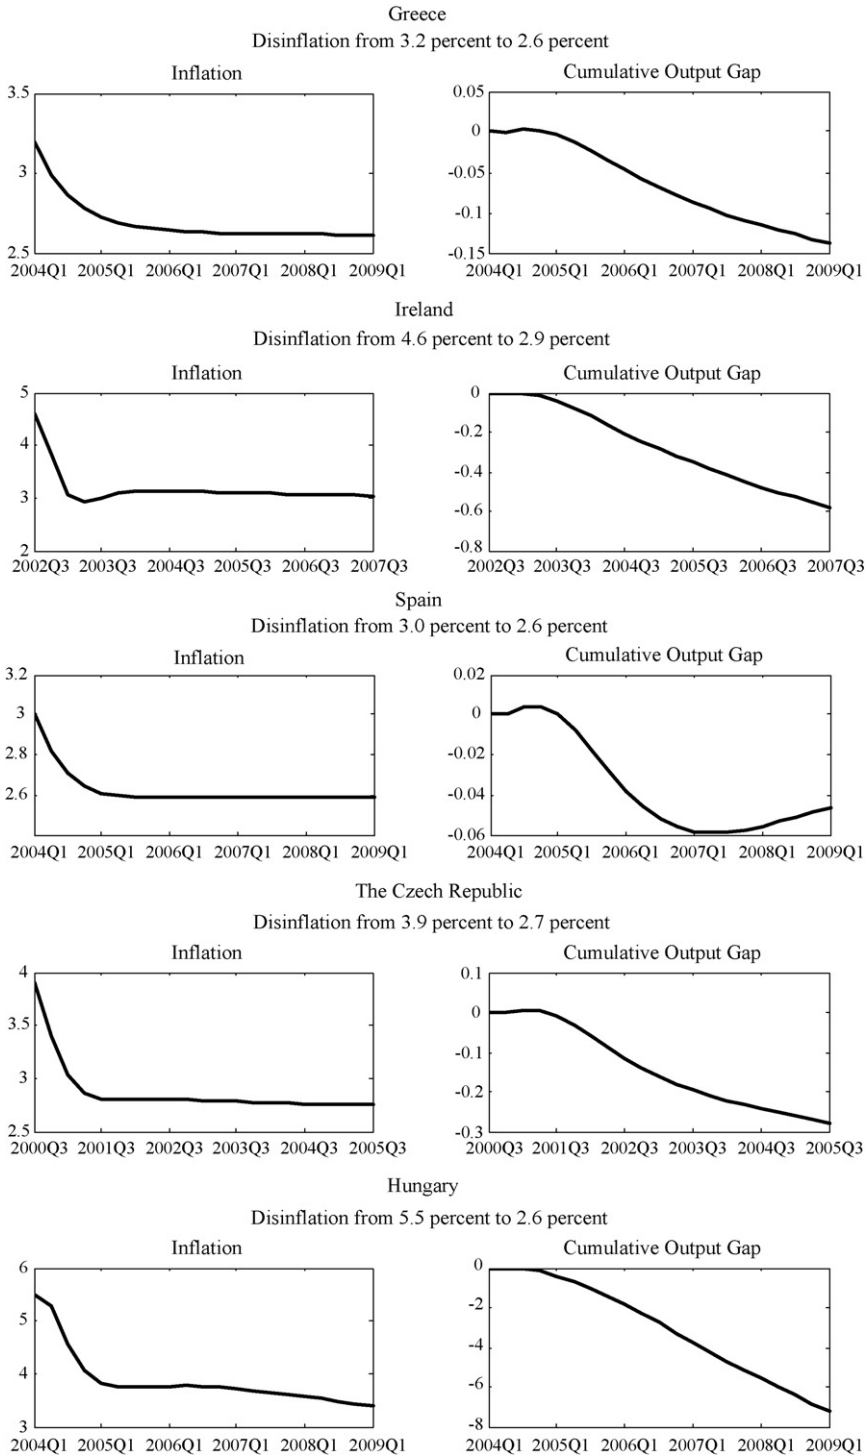 Greece
Disinflation from 3.2 percent to 2.6 percent
Inflation
3.5
3
2.5
2004Q1 2005Q1 2006Q1 2007Q1 2008Q1 2009Q1
Cumulative Output Gap
0.05
0
-0.05
-0.1
-0.15
2004Q1 2005Q1 2006Q1 2007Q1 2008Q1 2009Q1
Ireland
Disinflation from 4.6 percent to 2.9 percent
Inflation
5
4
3
2
2002Q3 2003Q3 2004Q3 2005Q3 2006Q3 2007Q3
Cumulative Output Gap
0
-0.2
-0.4
-0.6
-0.8
2002Q3 2003Q3 2004Q3 2005Q3 2006Q3 2007Q3
Spain
Disinflation from 3.0 percent to 2.6 percent
Inflation
3.2
3
2.8
2.6
2004Q1 2005Q1 2006Q1 2007Q1 2008Q1 2009Q1
Cumulative Output Gap
0.02
0
-0.02
-0.04
-0.06
2004Q1 2005Q1 2006Q1 2007Q1 2008Q1 2009Q1
The Czech Republic
Disinflation from 3.9 percent to 2.7 percent
Inflation
4
3.5
3
2.5
2000Q3 2001Q3 2002Q3 2003Q3 2004Q3 2005Q3
Cumulative Output Gap
0.1
0
-0.1
-0.2
-0.3
2000Q3 2001Q3 2002Q3 2003Q3 2004Q3 2005Q3
Hungary
Disinflation from 5.5 percent to 2.6 percent
Inflation
6
5
4
3
2004Q1 2005Q1 2006Q1 2007Q1 2008Q1 2009Q1
Cumulative Output Gap
0
-2
-4
-6
-8
2004Q1 2005Q1 2006Q1 2007Q1 2008Q1 2009Q1